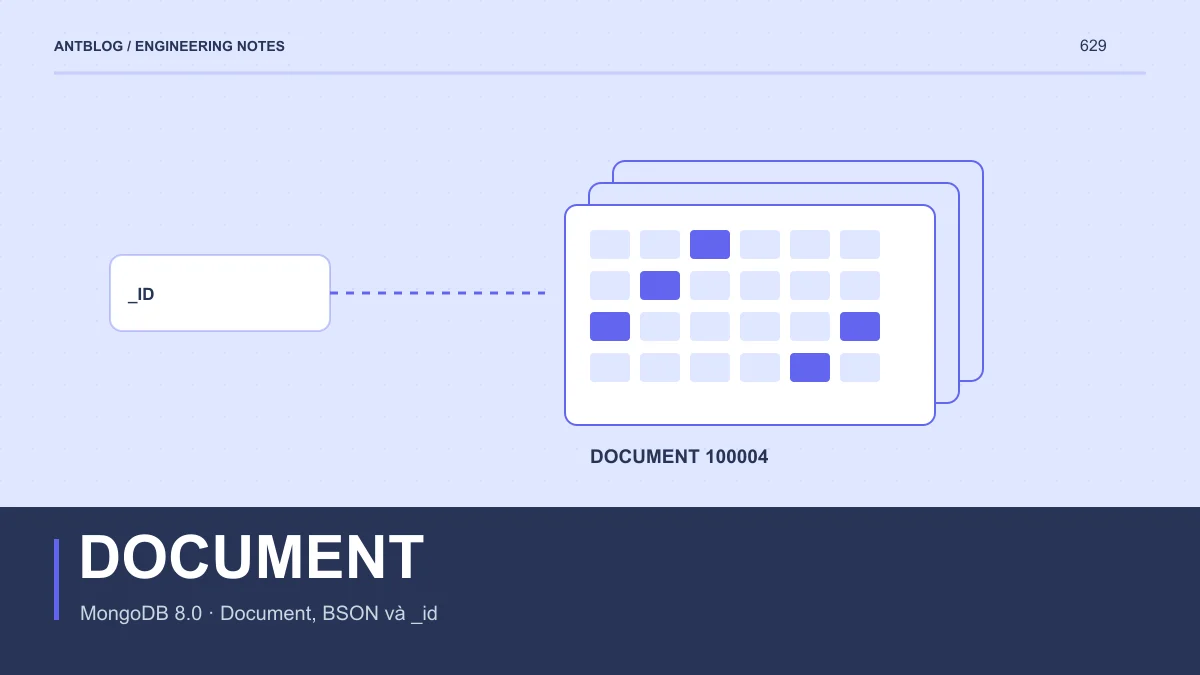 ANTBLOG / ENGINEERING NOTES
629
_ID
DOCUMENT 100004
DOCUMENT
MongoDB 8.0 · Document, BSON và _id